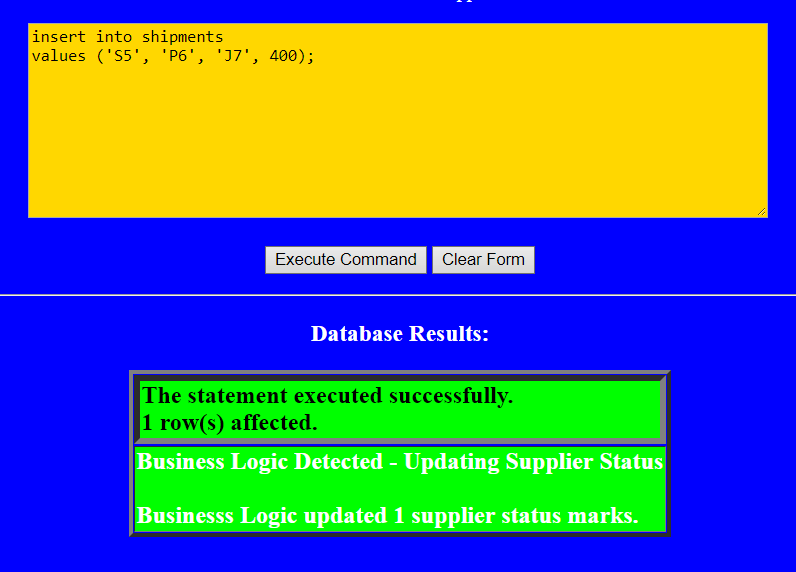 insert into shipments
values ('S5', 'P6', 'J7', 400);
Execute Command Clear Form
Database Results:
The statement executed successfully.
1 row(s) affected.
Business Logic Detected - Updating Supplier Status
Businesss Logic updated 1 supplier status marks.